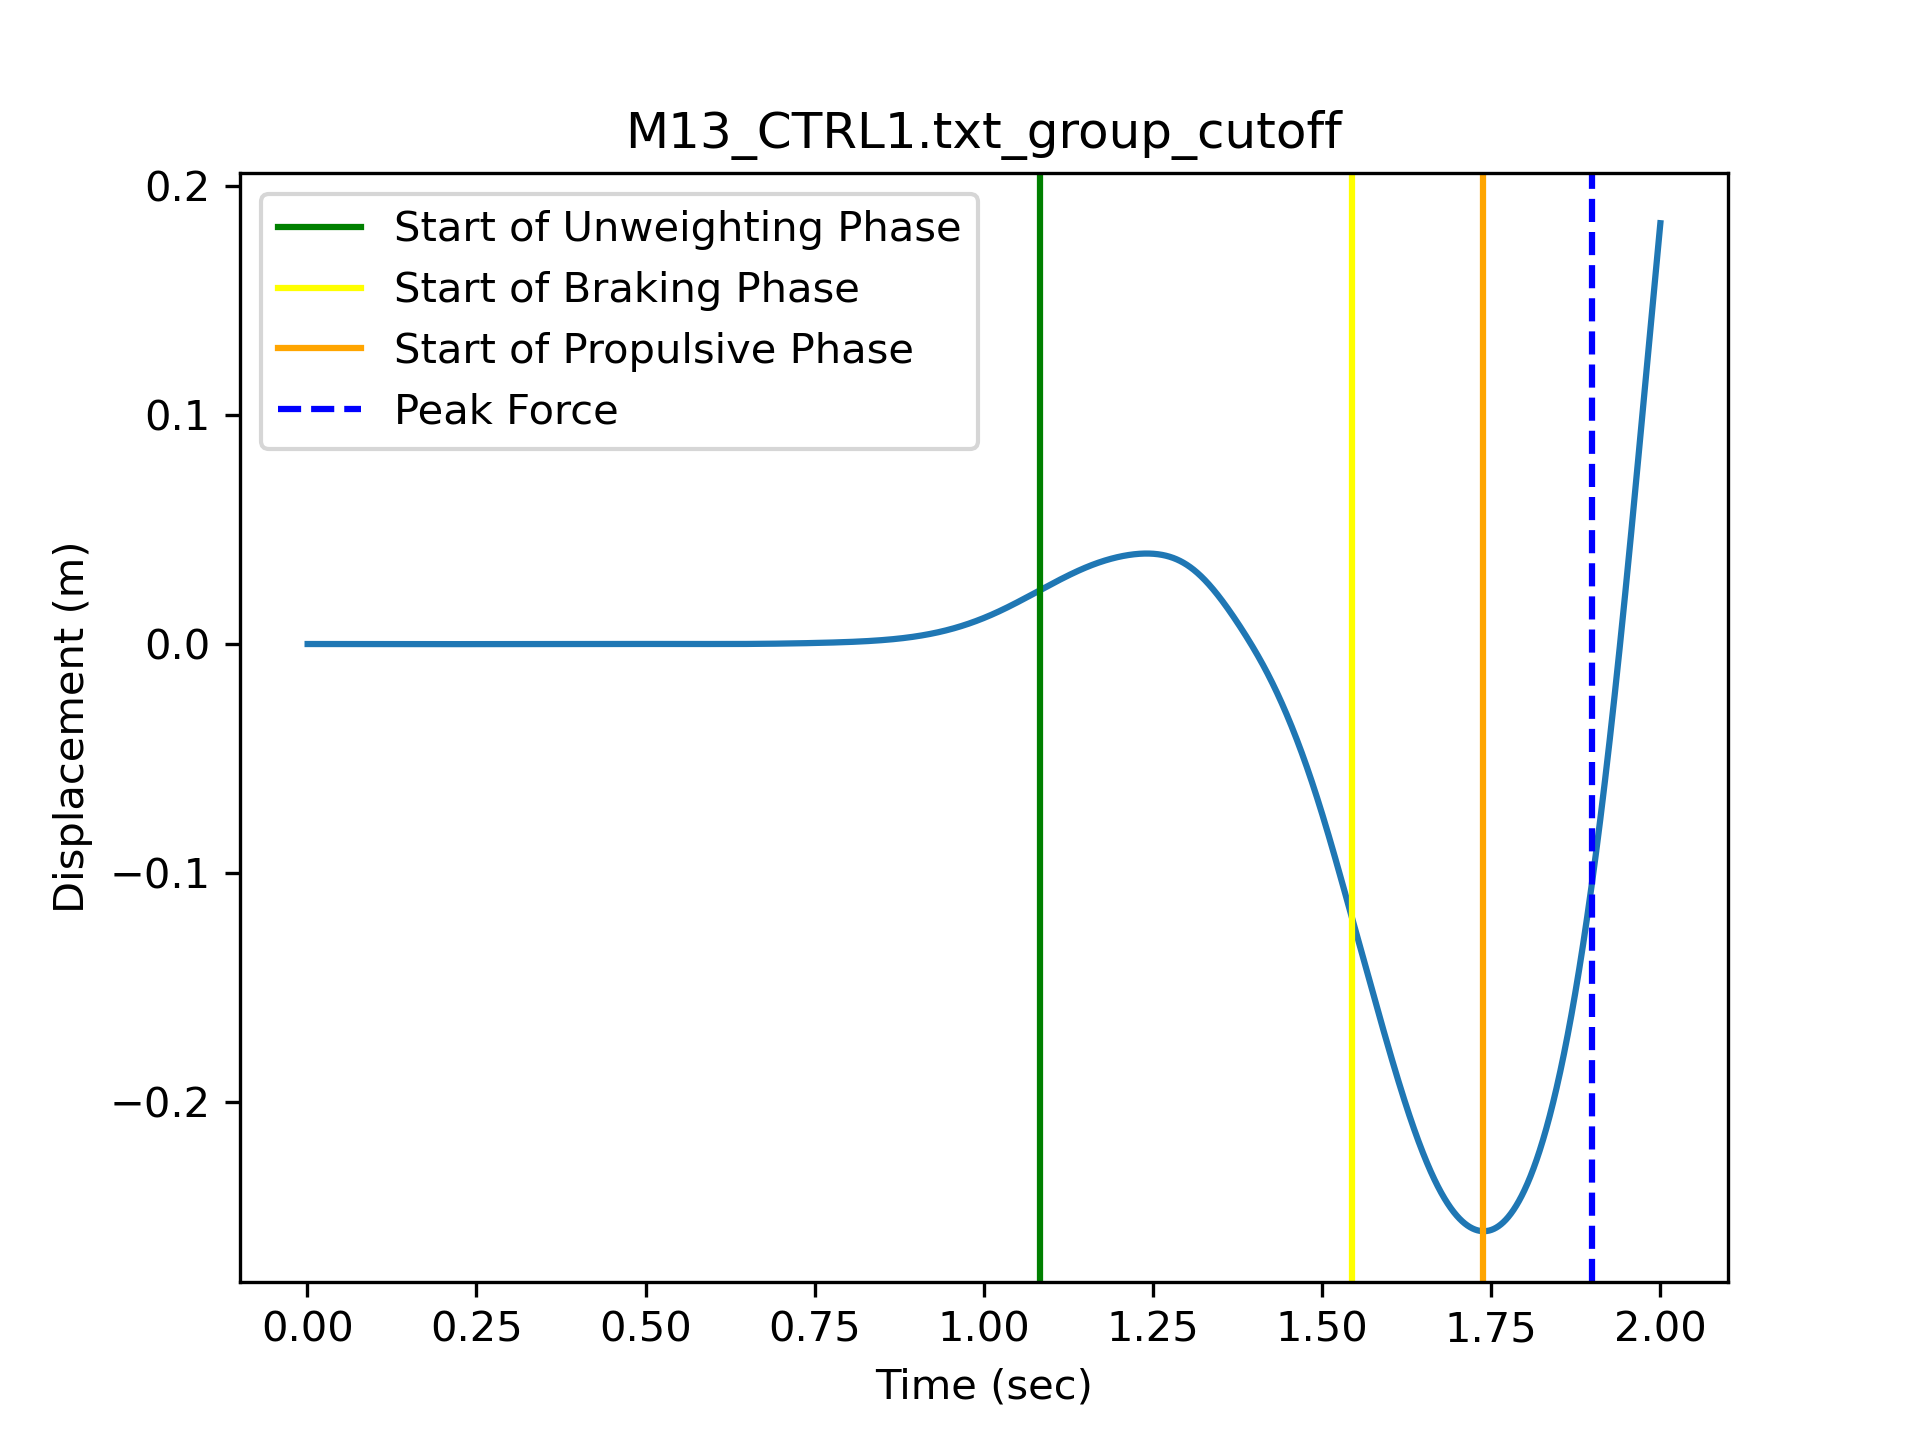 M13_CTRL1.txt_group_cutoff
Start of Unweighting Phase
Start of Braking Phase
Start of Propulsive Phase
Peak Force
Displacement (m)
0.2
0.1
0.0
−0.1
−0.2
0.00 0.25 0.50 0.75 1.00 1.25 1.50 1.75 2.00
Time (sec)